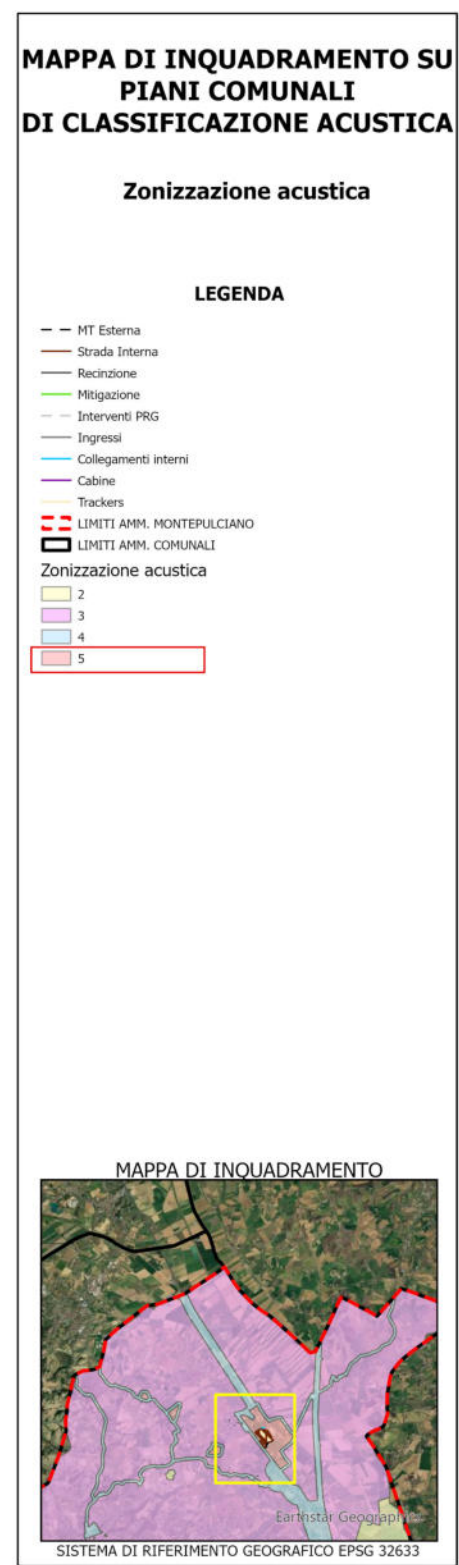 MAPPA DI INQUADRAMENTO SU
PIANI COMUNALI
DI CLASSIFICAZIONE ACUSTICA
Zonizzazione acustica
LEGENDA
MT Esterna
Strada Interna
Recinzione
Mitigazione
Interventi PRG
Ingressi
Collegamenti interni
Cabine
Trackers
LIMITI AMM. MONTEPULCIANO
LIMITI AMM. COMUNALI
Zonizzazione acustica
2
3
4
5
MAPPA DI INQUADRAMENTO
Earthstar Geographics
SISTEMA DI RIFERIMENTO GEOGRAFICO EPSG 32633